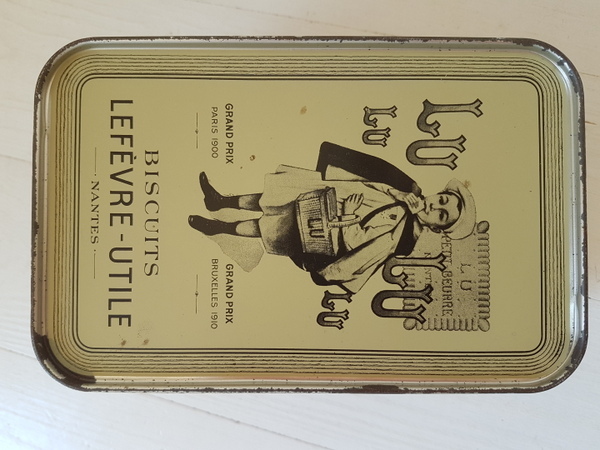 LU LU
LU
PETIT-BEURRE
LU
LU
LU
GRAND PRIX
PARIS 1900
GRAND PRIX
BRUXELLES 1910
BISCUITS
LEFÈVRE-UTILE
NANTES